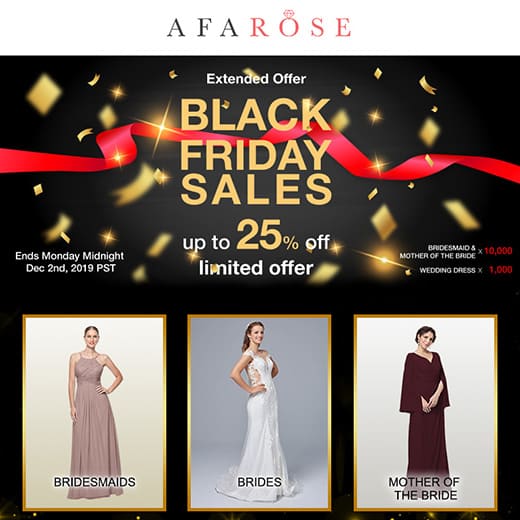 AFAROSE
Extended Offer
BLACK
FRIDAY
SALES
up to 25% off
limited offer
Ends Monday Midnight
Dec 2nd, 2019 PST
BRIDESMAID &
MOTHER OF THE BRIDE x 10,000
WEDDING DRESS x 1,000
BRIDESMAIDS
BRIDES
MOTHER OF
THE BRIDE